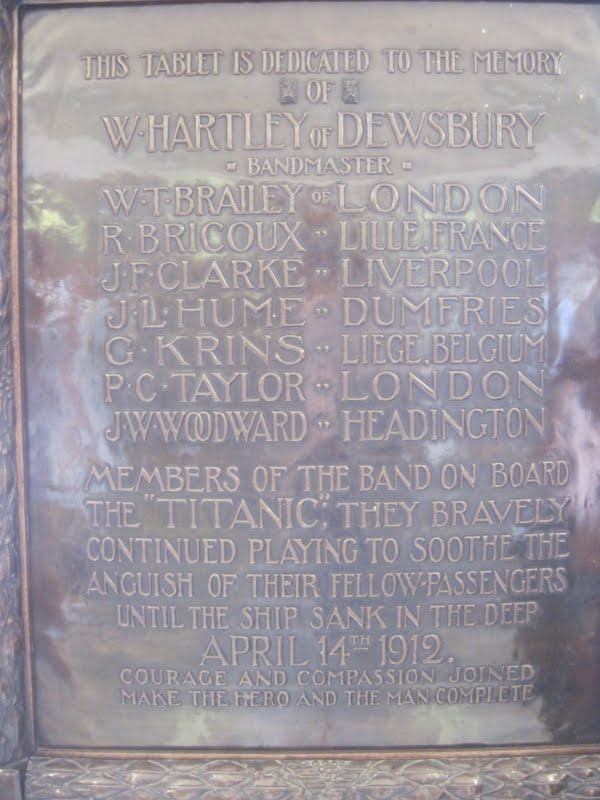 THIS TABLET IS DEDICATED TO THE MEMORY
OF
W·HARTLEY OF DEWSBURY
BANDMASTER
W·T·BRAILEY OF LONDON
R·BRICOUX " LILLE, FRANCE
J·F·CLARKE " LIVERPOOL
J·L·HUME " DUMFRIES
G·KRINS " LIEGE, BELGIUM
P·C·TAYLOR " LONDON
J·W·WOODWARD " HEADINGTON
MEMBERS OF THE BAND ON BOARD
THE "TITANIC", THEY BRAVELY
CONTINUED PLAYING TO SOOTHE THE
ANGUISH OF THEIR FELLOW-PASSENGERS
UNTIL THE SHIP SANK IN THE DEEP
APRIL 14TH 1912.
COURAGE AND COMPASSION JOINED
MAKE THE HERO AND THE MAN COMPLETE